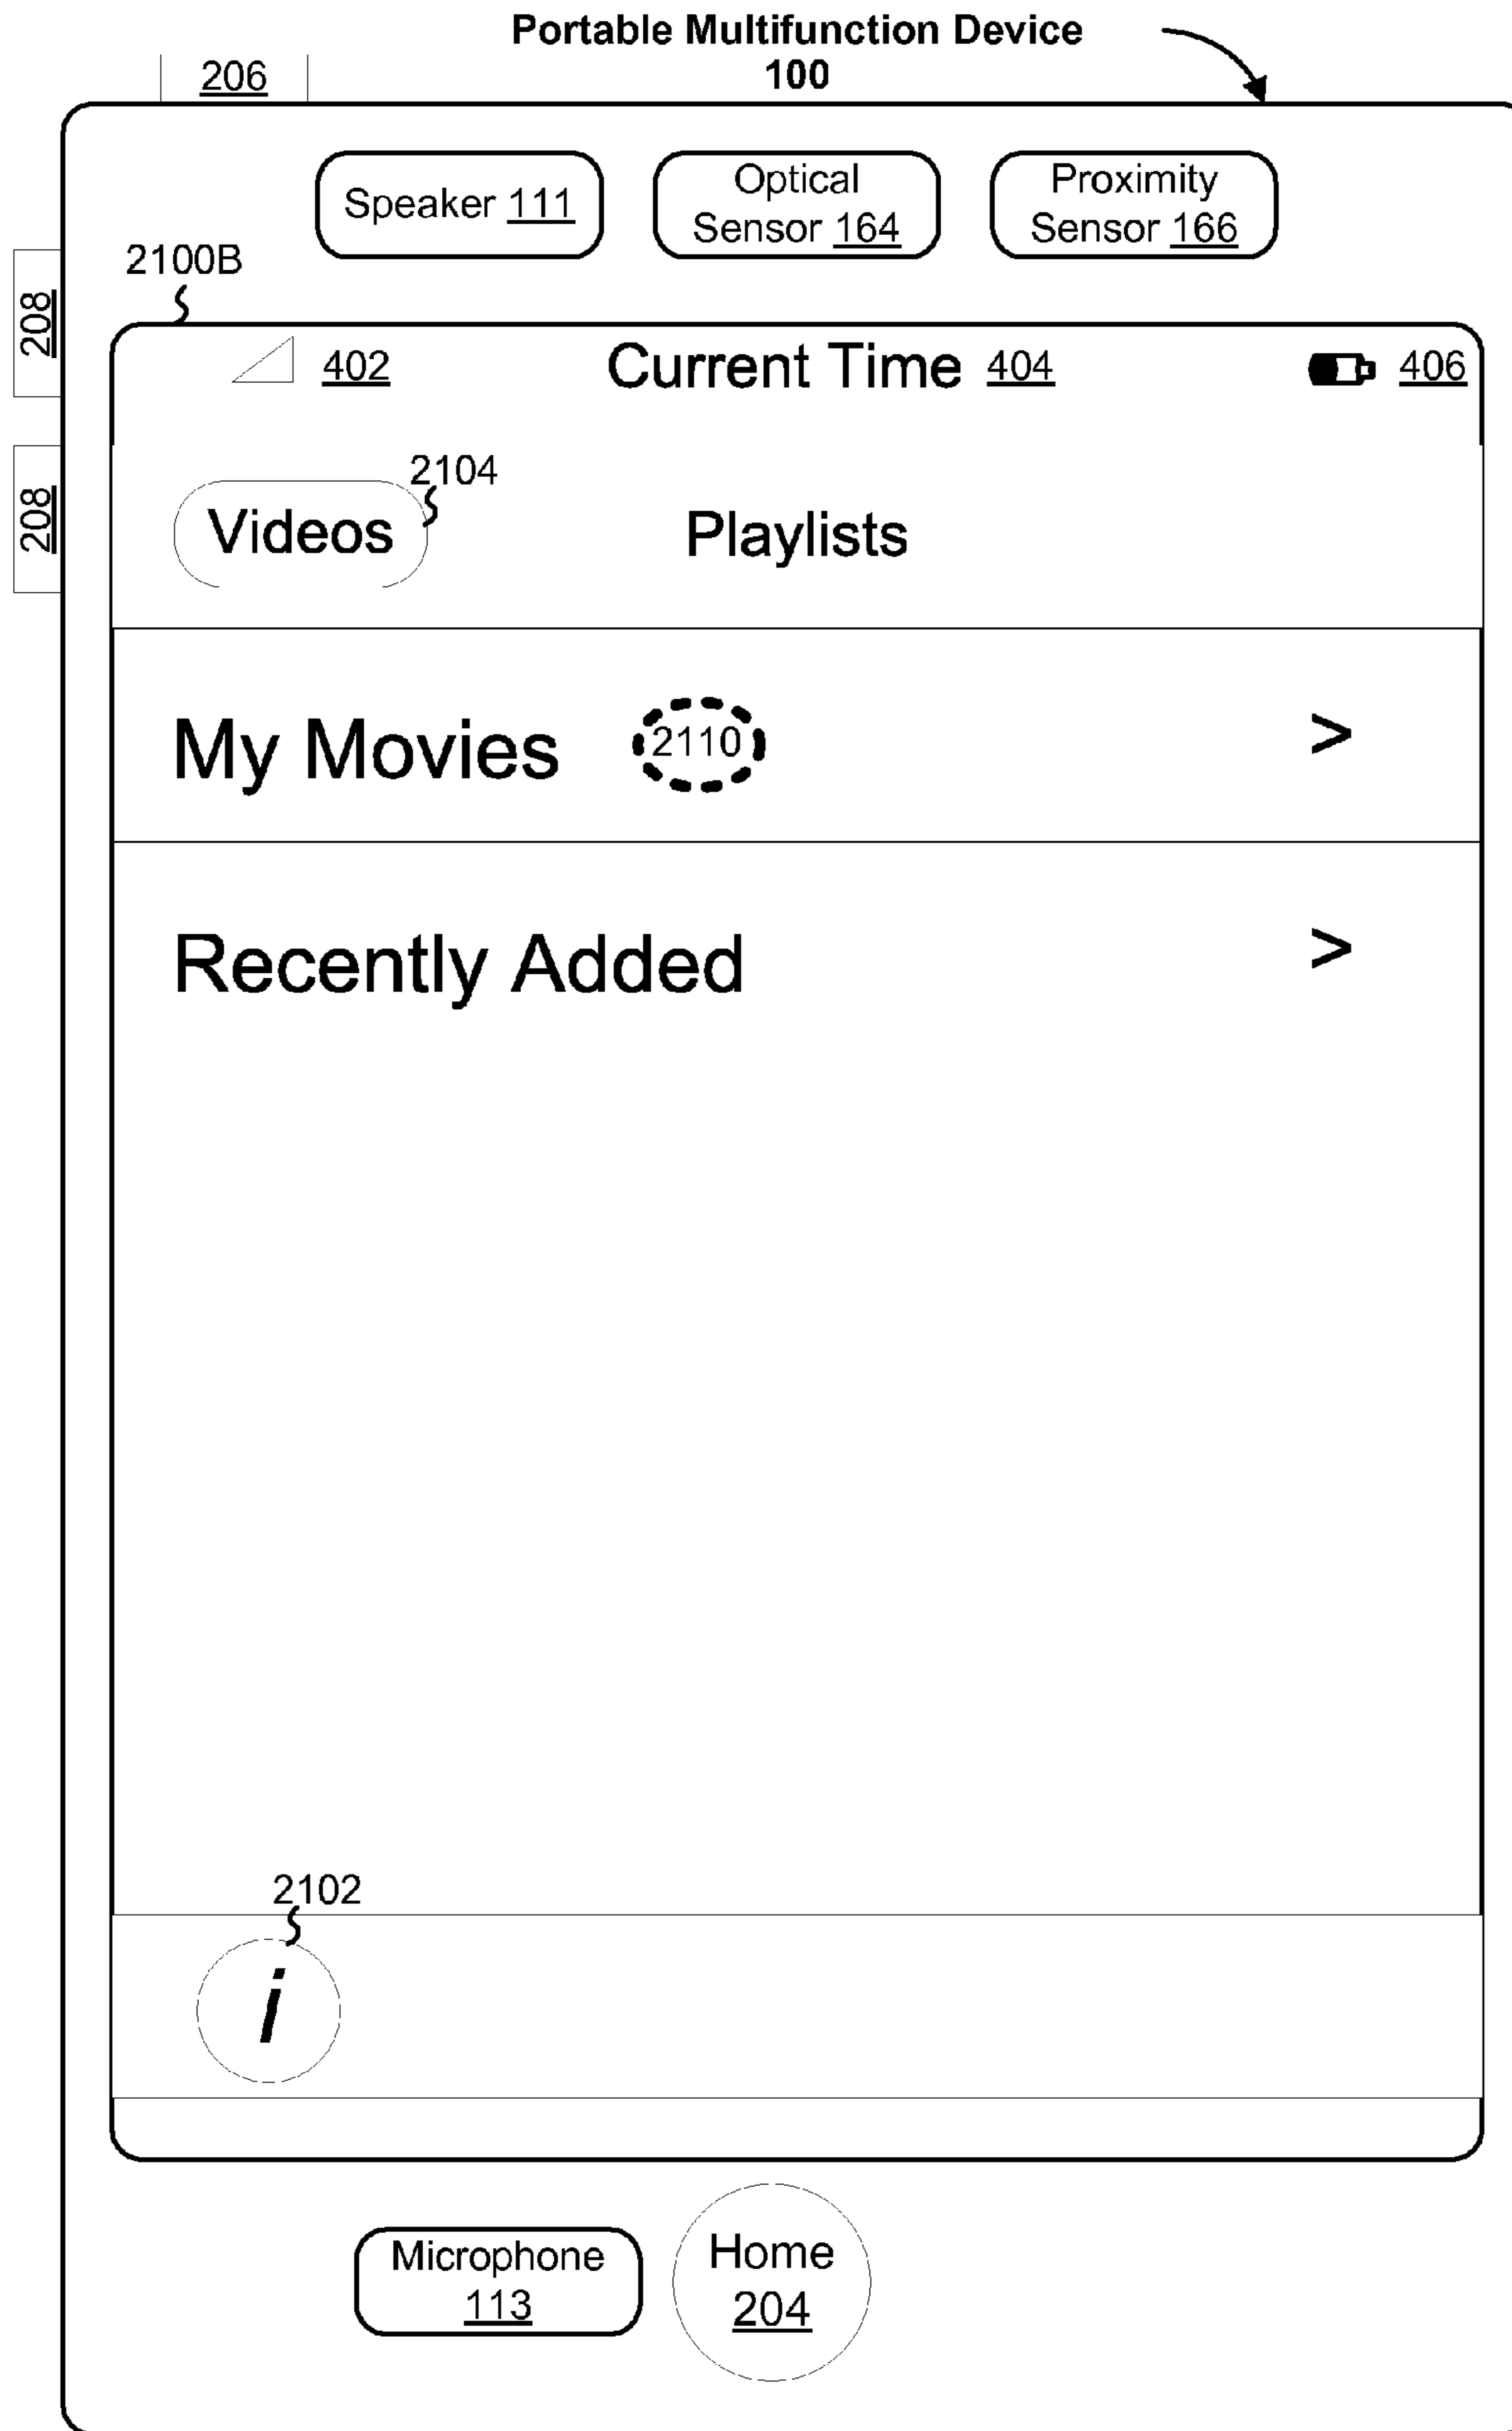 Portable Multifunction Device
100
206
Speaker 111
Optical
Sensor 164
Proximity
Sensor 166
2100B
208
402
Current Time 404
406
208
2104
Videos
Playlists
My Movies
2110
>
Recently Added
>
2102
i
Microphone
113
Home
204